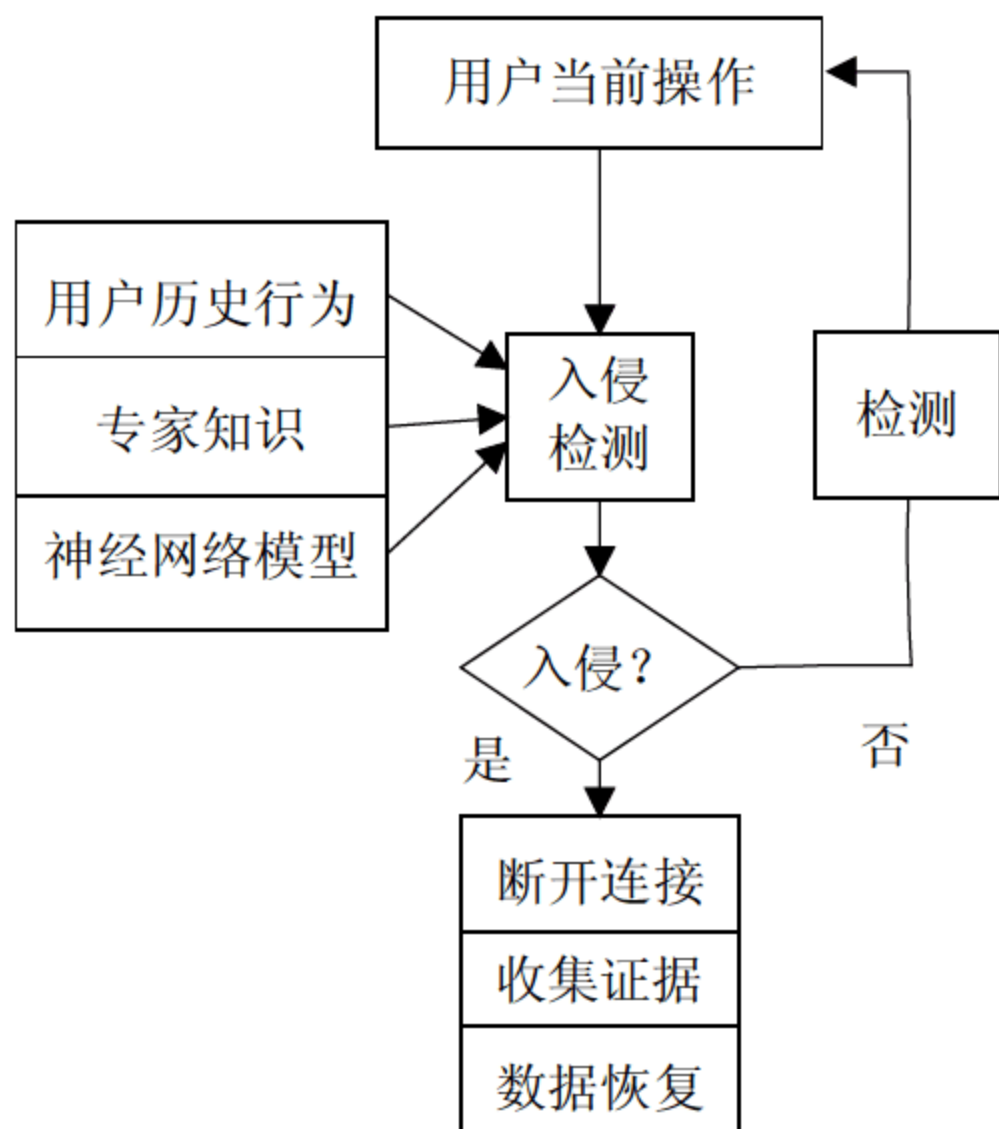 用户当前操作
用户历史行为
专家知识
神经网络模型
入侵
检测
检测
入侵？
是
否
断开连接
收集证据
数据恢复